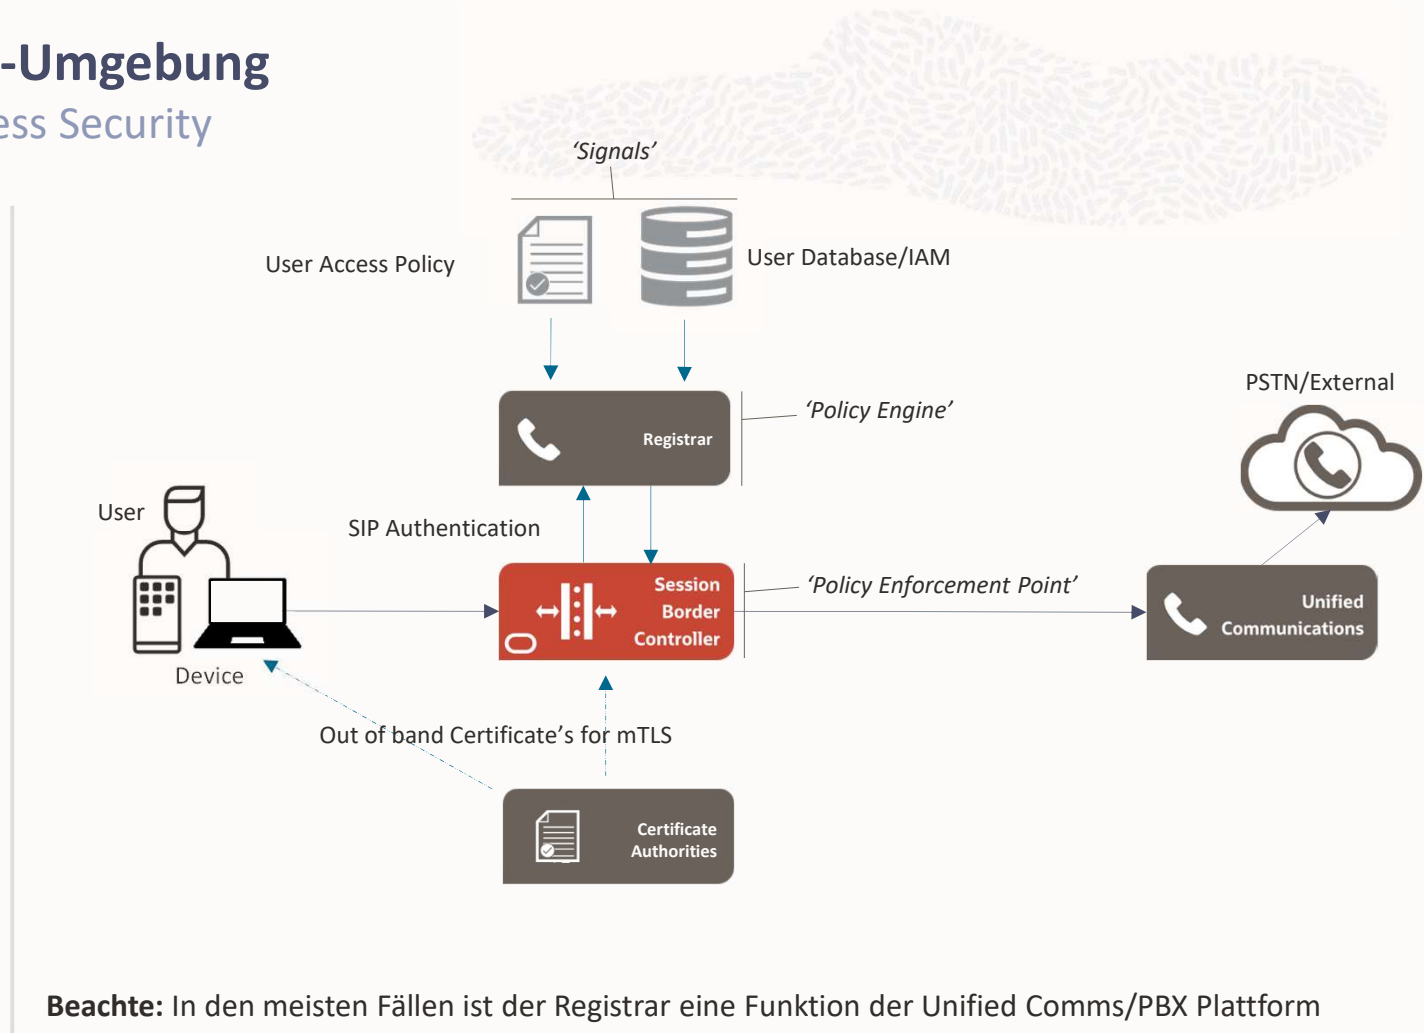 -Umgebung
ess Security
‘Signals’
User Access Policy
User Database/IAM
PSTN/External
‘Policy Engine’
Registrar
User
SIP Authentication
‘Policy Enforcement Point’
Session
Border
Controller
Unified
Communications
Device
Out of band Certificate’s for mTLS
Certificate
Authorities
Beachte: In den meisten Fällen ist der Registrar eine Funktion der Unified Comms/PBX Plattform